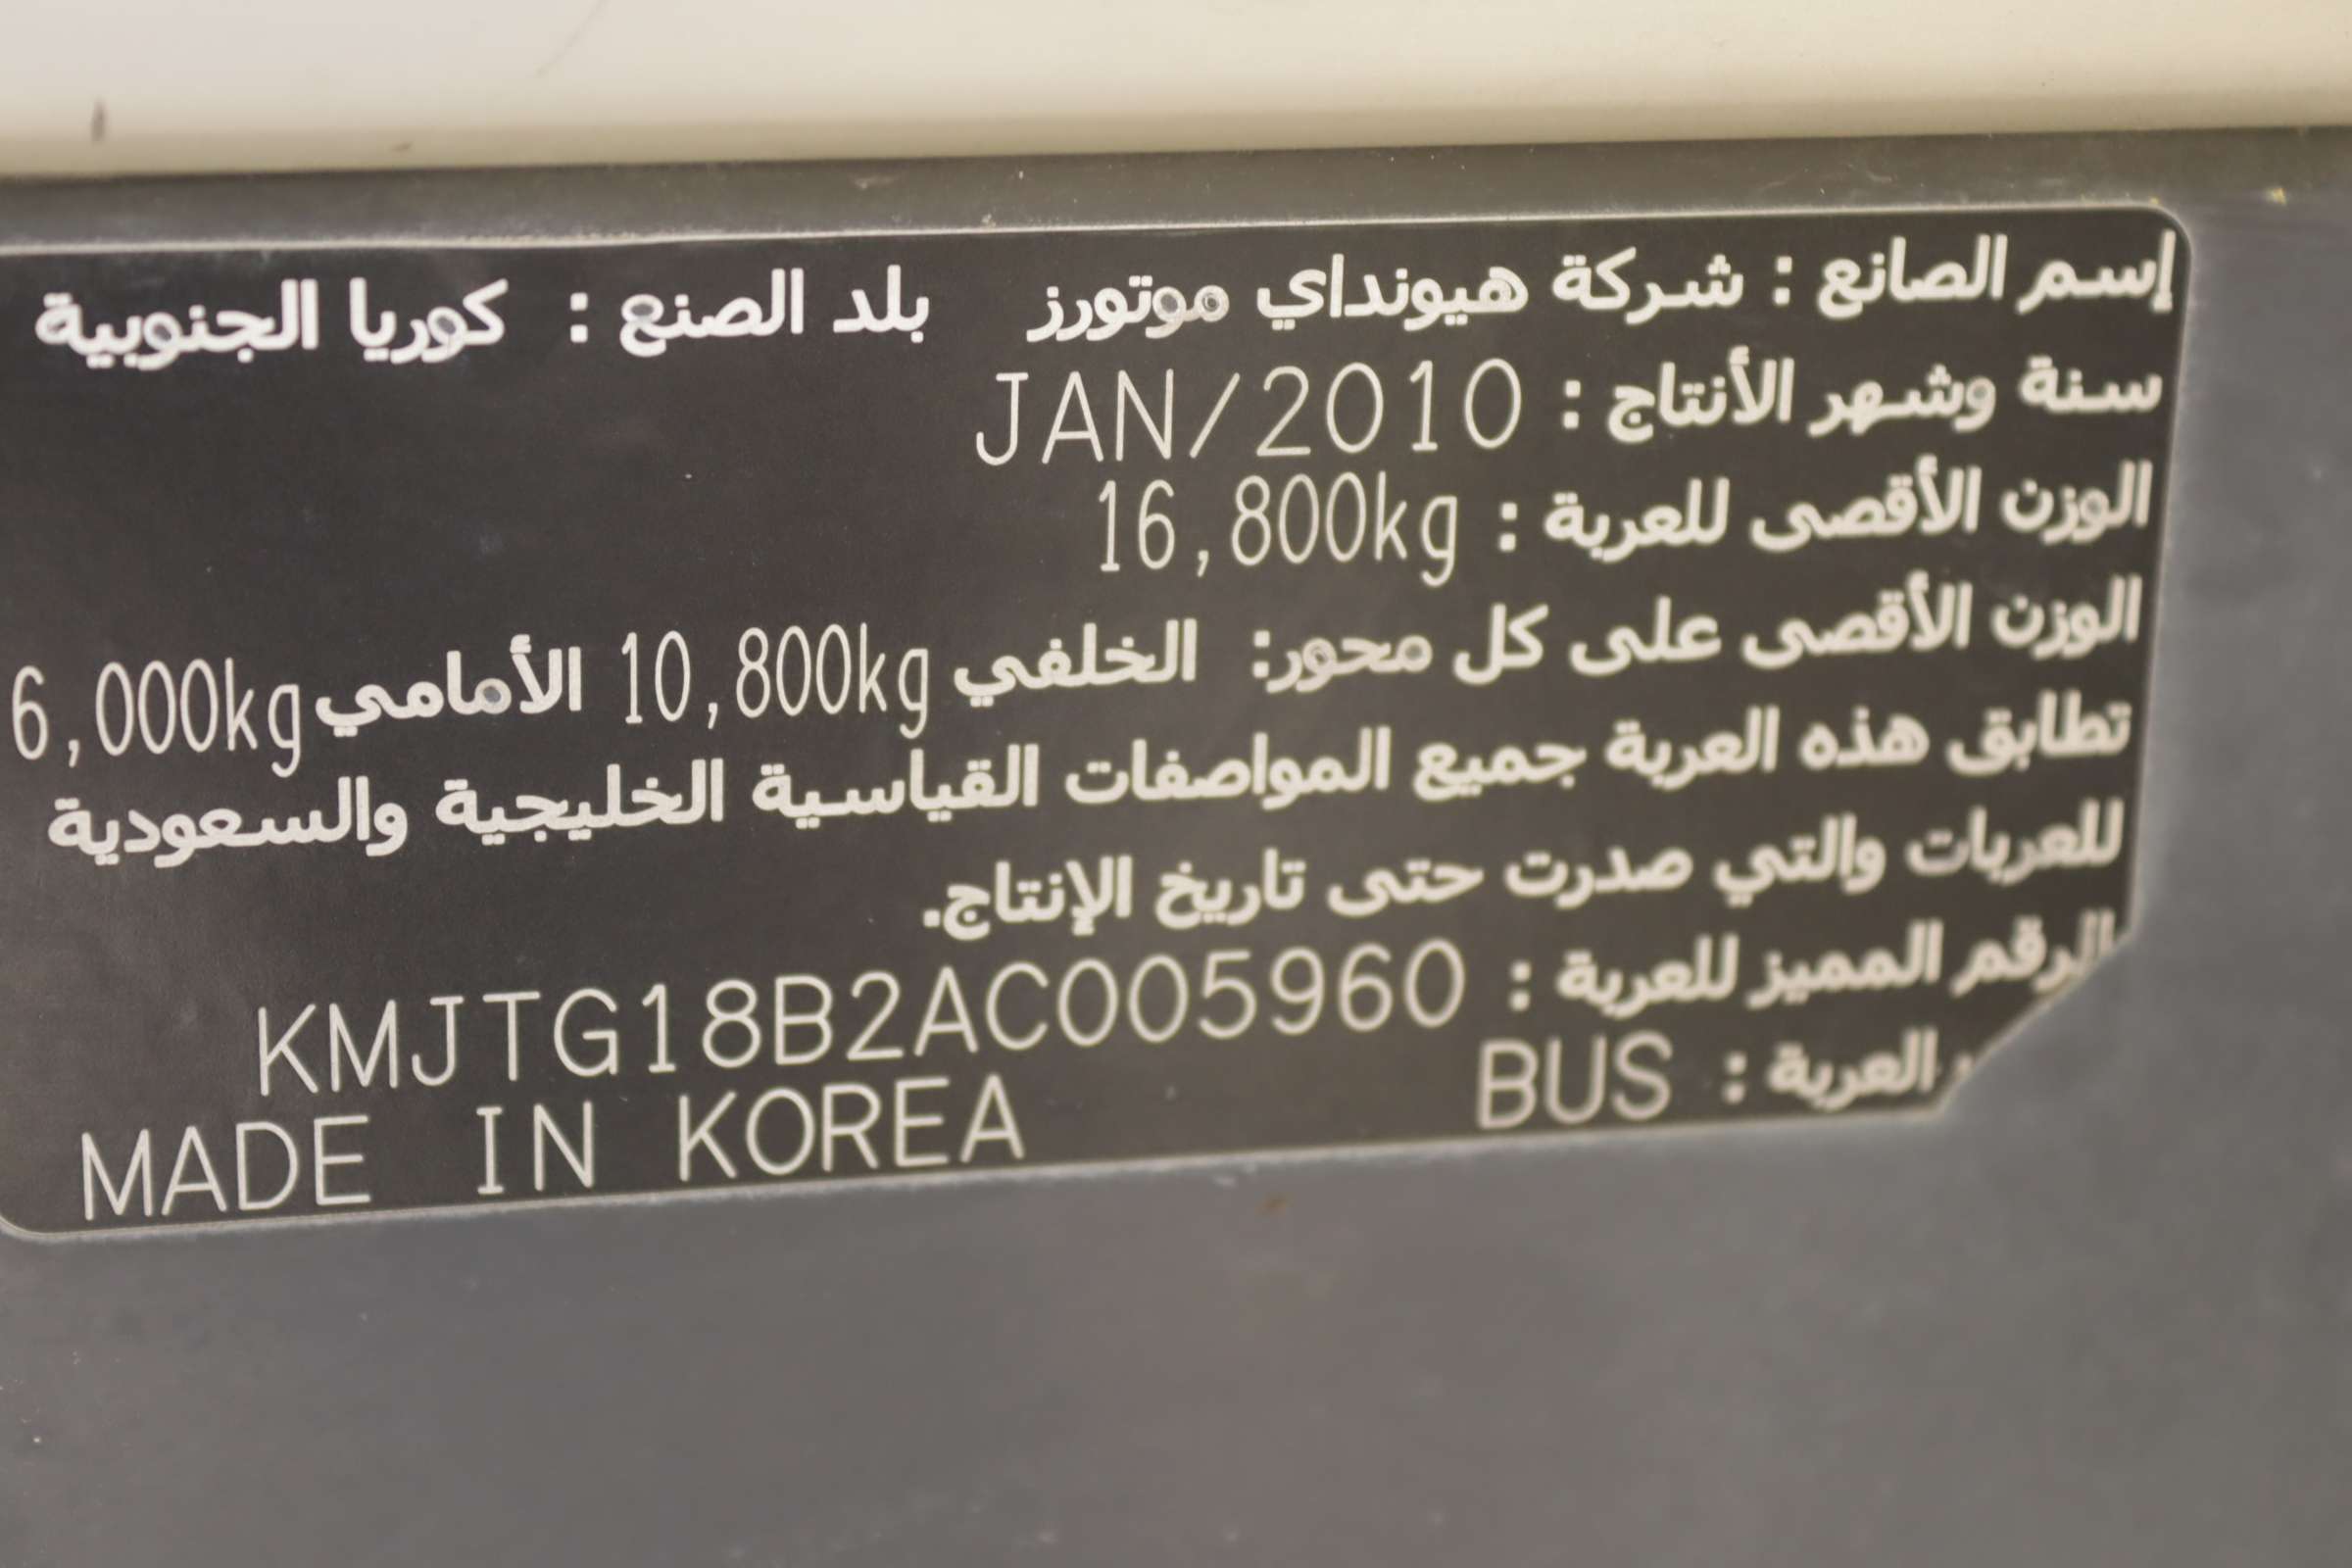 إسم الصانع : شركة هيونداي موتورز بلد الصنع : كوريا الجنوبية
سنة وشهر الأنتاج : JAN/2010
الوزن الأقصى للعربة : 16,800kg
الوزن الأقصى على كل محور: الخلفي 10,800kg الأمامي 6,000kg
تطابق هذه العربة جميع المواصفات القياسية الخليجية والسعودية
للعربات والتي صدرت حتى تاريخ الإنتاج.
الرقم المميز للعربة : KMJTG18B2AC005960
العربة : BUS MADE IN KOREA